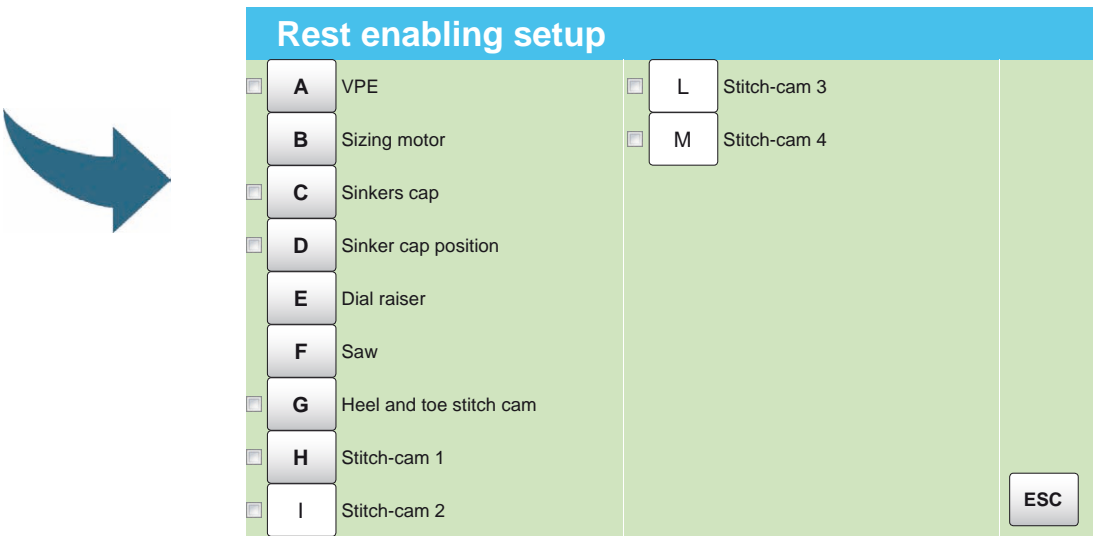 Rest enabling setup
A VPE
B Sizing motor
C Sinkers cap
D Sinker cap position
E Dial raiser
F Saw
G Heel and toe stitch cam
H Stitch-cam 1
I Stitch-cam 2
L Stitch-cam 3
M Stitch-cam 4
ESC